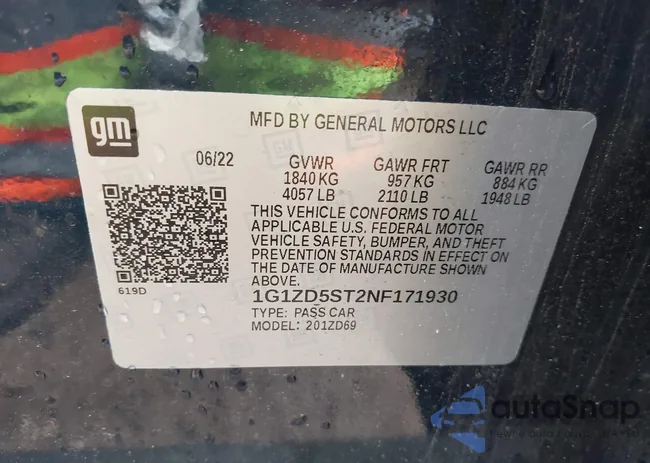 gm
MFD BY GENERAL MOTORS LLC
06/22 GVWR GAWR FRT GAWR RR
1840 KG 957 KG 884 KG
4057 LB 2110 LB 1948 LB
THIS VEHICLE CONFORMS TO ALL
APPLICABLE U.S. FEDERAL MOTOR
VEHICLE SAFETY, BUMPER, AND THEFT
PREVENTION STANDARDS IN EFFECT ON
THE DATE OF MANUFACTURE SHOWN
ABOVE.
619D
1G1ZD5ST2NF171930
TYPE: PASS CAR
MODEL: 201ZD69
autoSnap